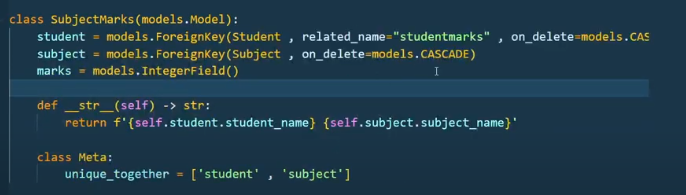 class SubjectMarks(models.Model):
    student = models.ForeignKey(Student , related_name="studentmarks" , on_delete=models.CAS
    subject = models.ForeignKey(Subject , on_delete=models.CASCADE)
    marks = models.IntegerField()
    def __str__(self) -> str:
        return f'{self.student.student_name} {self.subject.subject_name}'
    class Meta:
        unique_together = ['student' , 'subject']